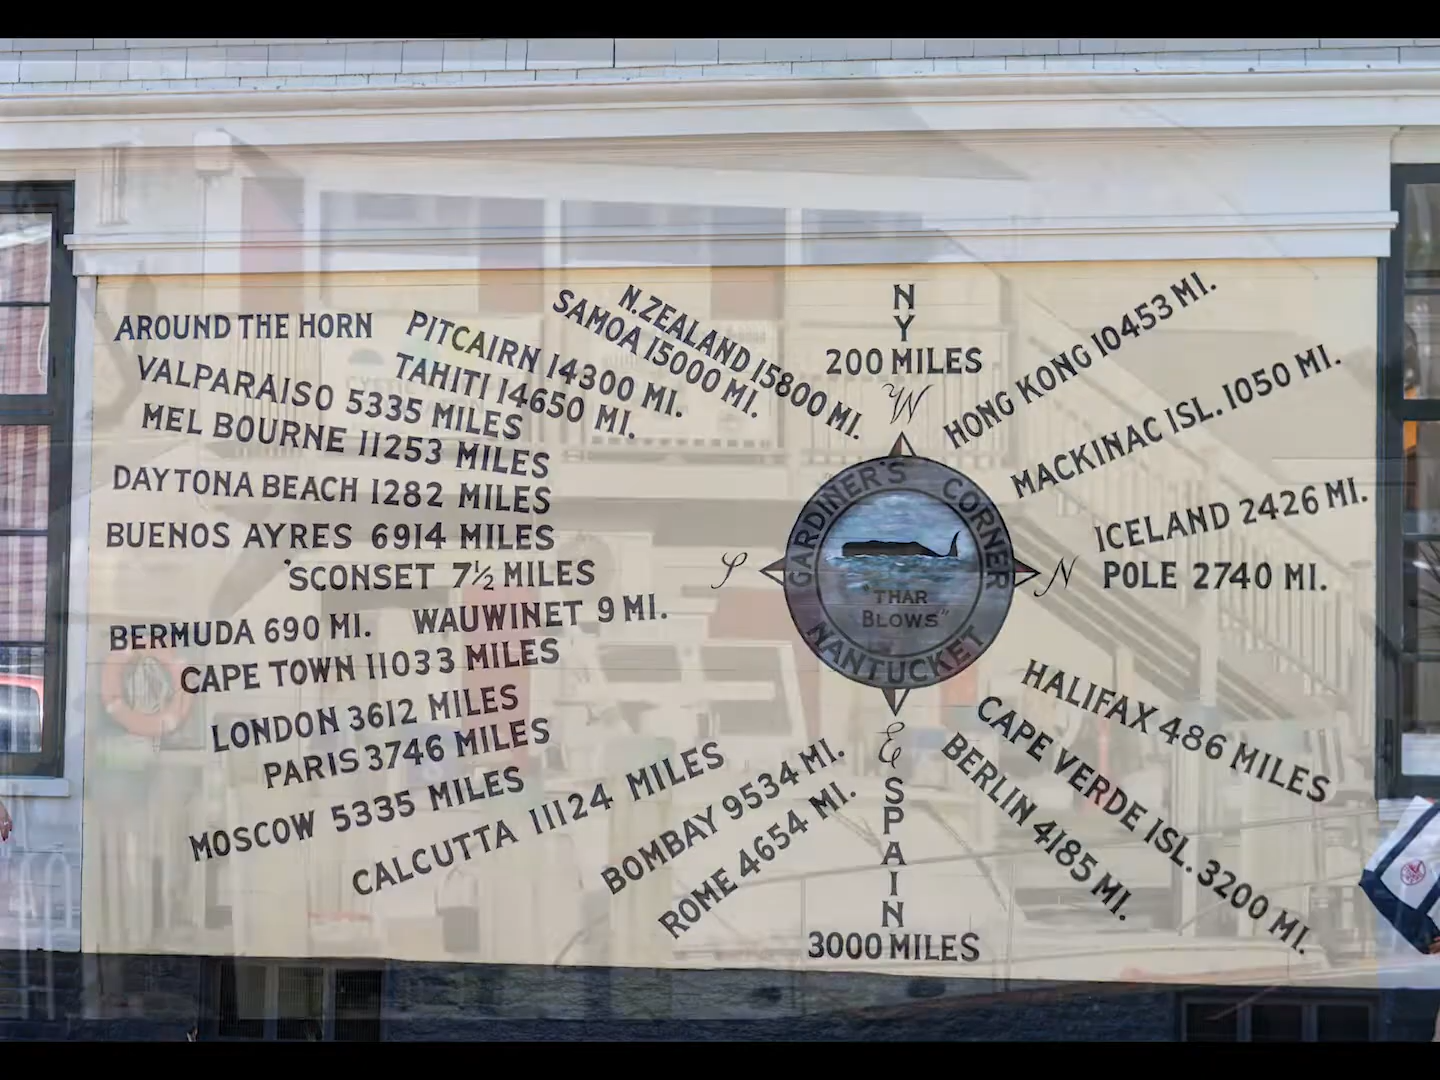 AROUND THE HORN
VALPARAISO 5335 MILES
MEL BOURNE 11253 MILES
DAYTONA BEACH 1282 MILES
BUENOS AYRES 6914 MILES
'SCONSET 7½ MILES
BERMUDA 690 MI.
WAUWINET 9 MI.
CAPE TOWN 11033 MILES
LONDON 3612 MILES
PARIS 3746 MILES
MOSCOW 5335 MILES
CALCUTTA 11124 MILES
BOMBAY 9534 MI.
ROME 4654 MI.
PITCAIRN 14300 MI.
TAHITI 14650 MI.
N. ZEALAND 15800 MI.
SAMOA 15000 MI.
NY
200 MILES
W
S
N
E
GARDINER'S CORNER
"THAR
BLOWS"
NANTUCKET
SPAIN
3000 MILES
HONG KONG 10453 MI.
MACKINAC ISL. 1050 MI.
ICELAND 2426 MI.
POLE 2740 MI.
HALIFAX 486 MILES
CAPE VERDE ISL. 3200 MI.
BERLIN 4185 MI.